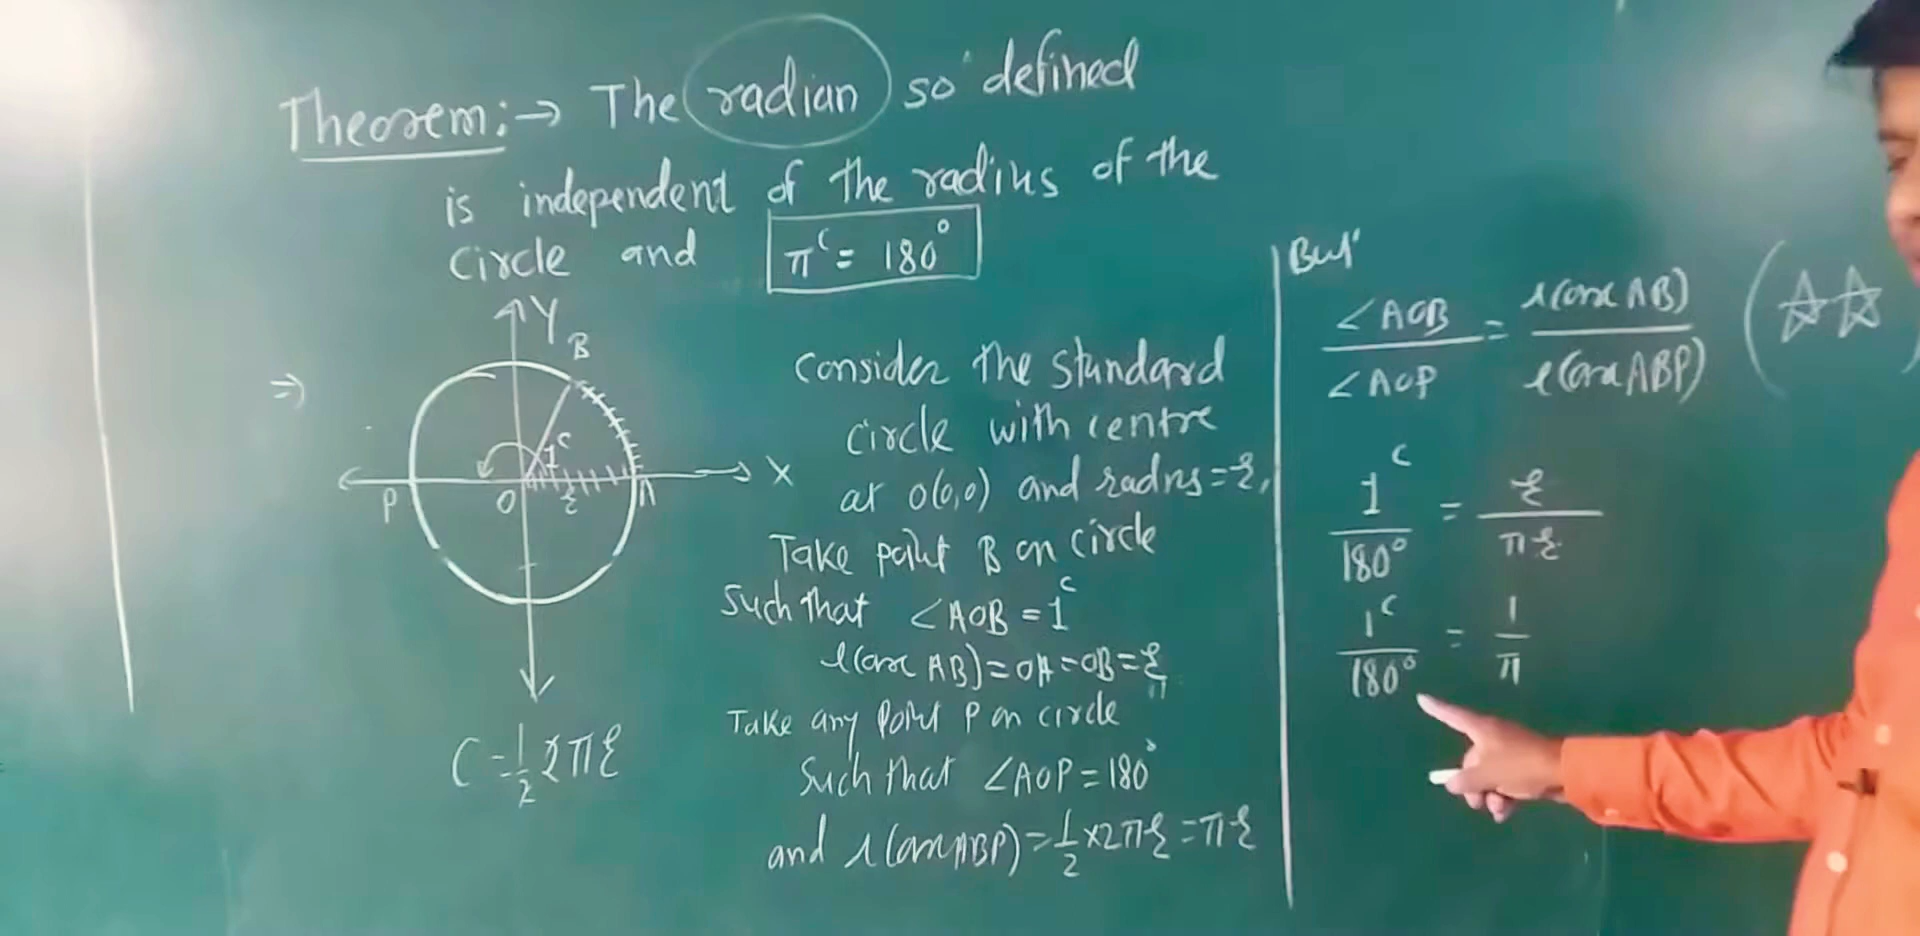 Theorem:→ The radian so defined
is independent of the radius of the
circle and π^c = 180°
Y
B
1^c
X
P
O
r
A
C = 1/2 2πr
⇒
Consider the standard
circle with centre
at O(0,0) and radius = r,
Take point B on circle
Such that ∠AOB = 1^c
l(arc AB) = OA = OB = r
Take any point P on circle
Such that ∠AOP = 180°
and l(arc ABP) = 1/2 × 2πr = πr
But
∠AOB / ∠AOP = l(arc AB) / l(arc ABP) (☆☆)
1^c / 180° = r / πr
1^c / 180° = 1 / π